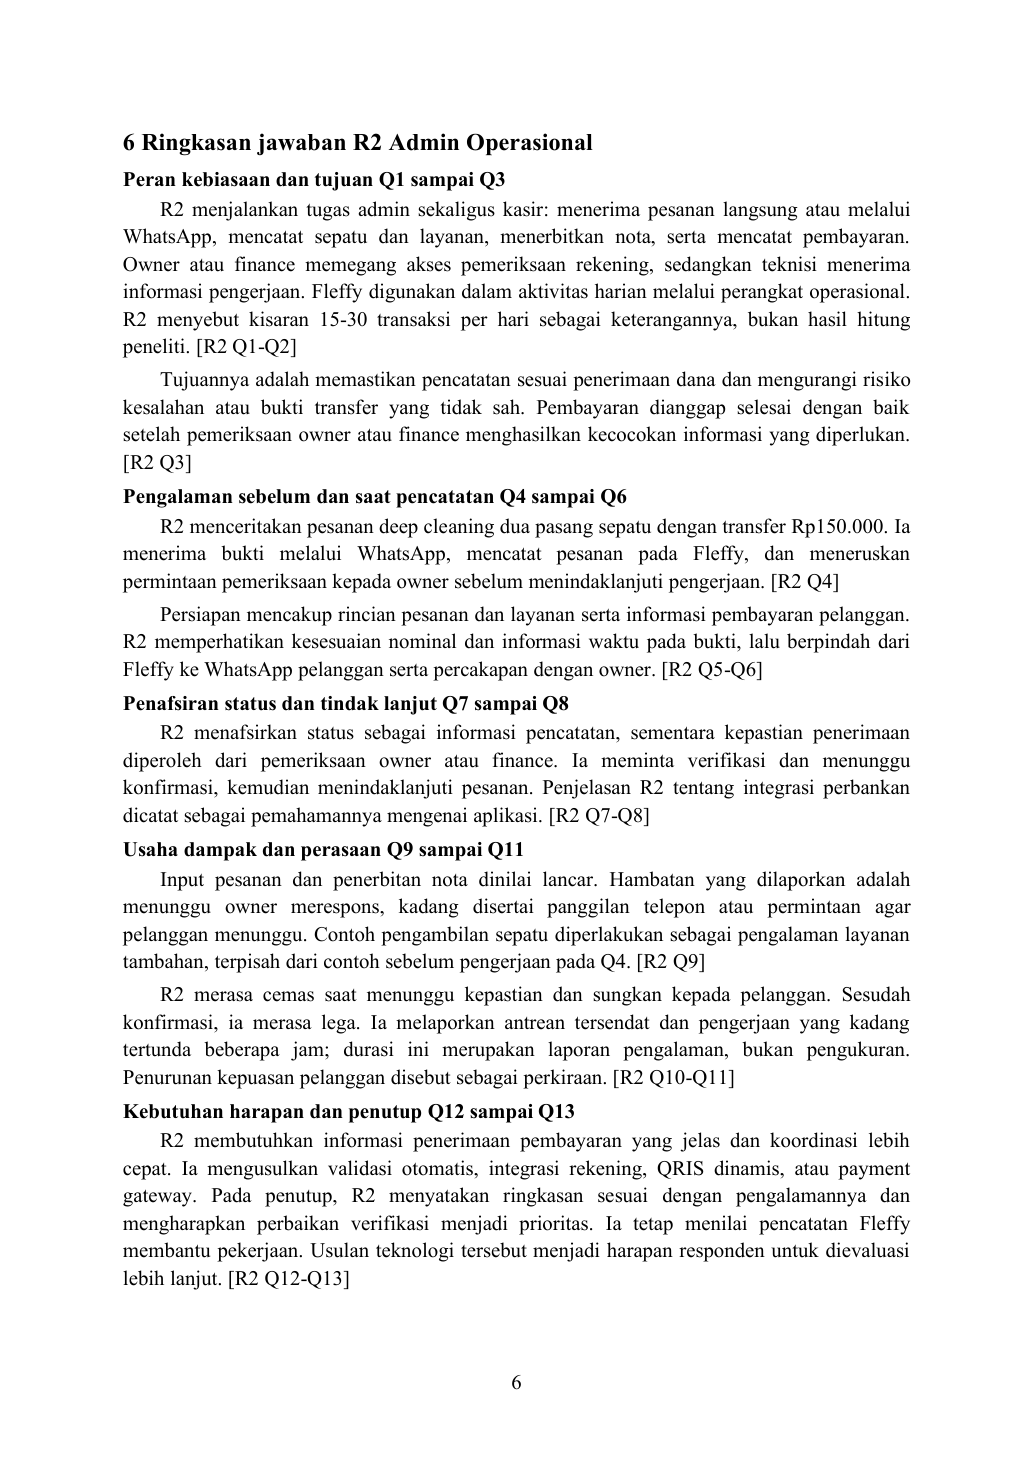 6 Ringkasan jawaban R2 Admin Operasional
Peran kebiasaan dan tujuan Q1 sampai Q3
R2 menjalankan tugas admin sekaligus kasir: menerima pesanan langsung atau melalui
WhatsApp, mencatat sepatu dan layanan, menerbitkan nota, serta mencatat pembayaran.
Owner atau finance memegang akses pemeriksaan rekening, sedangkan teknisi menerima
informasi pengerjaan. Fleffy digunakan dalam aktivitas harian melalui perangkat operasional.
R2 menyebut kisaran 15-30 transaksi per hari sebagai keterangannya, bukan hasil hitung
peneliti. [R2 Q1-Q2]
Tujuannya adalah memastikan pencatatan sesuai penerimaan dana dan mengurangi risiko
kesalahan atau bukti transfer yang tidak sah. Pembayaran dianggap selesai dengan baik
setelah pemeriksaan owner atau finance menghasilkan kecocokan informasi yang diperlukan.
[R2 Q3]
Pengalaman sebelum dan saat pencatatan Q4 sampai Q6
R2 menceritakan pesanan deep cleaning dua pasang sepatu dengan transfer Rp150.000. Ia
menerima bukti melalui WhatsApp, mencatat pesanan pada Fleffy, dan meneruskan
permintaan pemeriksaan kepada owner sebelum menindaklanjuti pengerjaan. [R2 Q4]
Persiapan mencakup rincian pesanan dan layanan serta informasi pembayaran pelanggan.
R2 memperhatikan kesesuaian nominal dan informasi waktu pada bukti, lalu berpindah dari
Fleffy ke WhatsApp pelanggan serta percakapan dengan owner. [R2 Q5-Q6]
Penafsiran status dan tindak lanjut Q7 sampai Q8
R2 menafsirkan status sebagai informasi pencatatan, sementara kepastian penerimaan
diperoleh dari pemeriksaan owner atau finance. Ia meminta verifikasi dan menunggu
konfirmasi, kemudian menindaklanjuti pesanan. Penjelasan R2 tentang integrasi perbankan
dicatat sebagai pemahamannya mengenai aplikasi. [R2 Q7-Q8]
Usaha dampak dan perasaan Q9 sampai Q11
Input pesanan dan penerbitan nota dinilai lancar. Hambatan yang dilaporkan adalah
menunggu owner merespons, kadang disertai panggilan telepon atau permintaan agar
pelanggan menunggu. Contoh pengambilan sepatu diperlakukan sebagai pengalaman layanan
tambahan, terpisah dari contoh sebelum pengerjaan pada Q4. [R2 Q9]
R2 merasa cemas saat menunggu kepastian dan sungkan kepada pelanggan. Sesudah
konfirmasi, ia merasa lega. Ia melaporkan antrean tersendat dan pengerjaan yang kadang
tertunda beberapa jam; durasi ini merupakan laporan pengalaman, bukan pengukuran.
Penurunan kepuasan pelanggan disebut sebagai perkiraan. [R2 Q10-Q11]
Kebutuhan harapan dan penutup Q12 sampai Q13
R2 membutuhkan informasi penerimaan pembayaran yang jelas dan koordinasi lebih
cepat. Ia mengusulkan validasi otomatis, integrasi rekening, QRIS dinamis, atau payment
gateway. Pada penutup, R2 menyatakan ringkasan sesuai dengan pengalamannya dan
mengharapkan perbaikan verifikasi menjadi prioritas. Ia tetap menilai pencatatan Fleffy
membantu pekerjaan. Usulan teknologi tersebut menjadi harapan responden untuk dievaluasi
lebih lanjut. [R2 Q12-Q13]
6